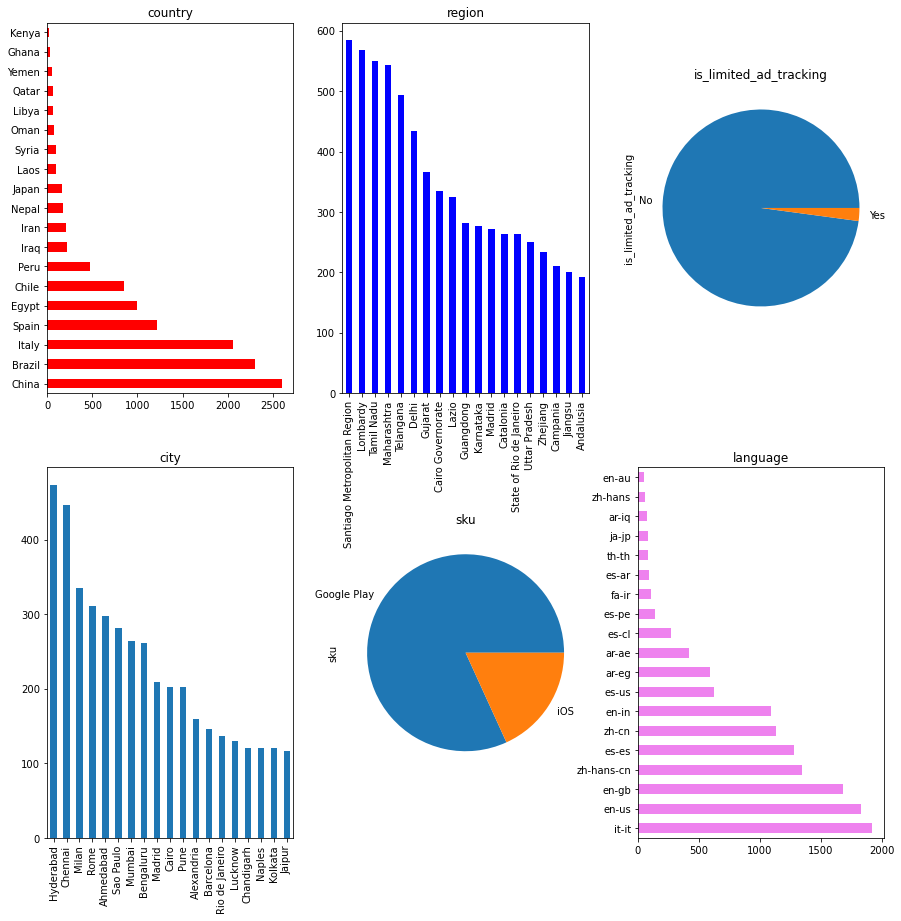 country
Kenya
Ghana
Yemen
Qatar
Libya
Oman
Syria
Laos
Japan
Nepal
Iran
Iraq
Peru
Chile
Egypt
Spain
Italy
Brazil
China
0 500 1000 1500 2000 2500
region
600
500
400
300
200
100
0
Santiago Metropolitan Region
Lombardy
Tamil Nadu
Maharashtra
Telangana
Delhi
Gujarat
Cairo Governorate
Lazio
Guangdong
Karnataka
Madrid
Catalonia
State of Rio de Janeiro
Uttar Pradesh
Zhejiang
Campania
Jiangsu
Andalusia
is_limited_ad_tracking
is_limited_ad_tracking
No
Yes
city
400
300
200
100
0
Hyderabad
Chennai
Milan
Rome
Ahmedabad
Sao Paulo
Mumbai
Bengaluru
Madrid
Cairo
Pune
Alexandria
Barcelona
Rio de Janeiro
Lucknow
Chandigarh
Naples
Kolkata
Jaipur
sku
sku
Google Play
iOS
language
en-au
zh-hans
ar-iq
ja-jp
th-th
es-ar
fa-ir
es-pe
es-cl
ar-ae
ar-eg
es-us
en-in
zh-cn
es-es
zh-hans-cn
en-gb
en-us
it-it
0 500 1000 1500 2000